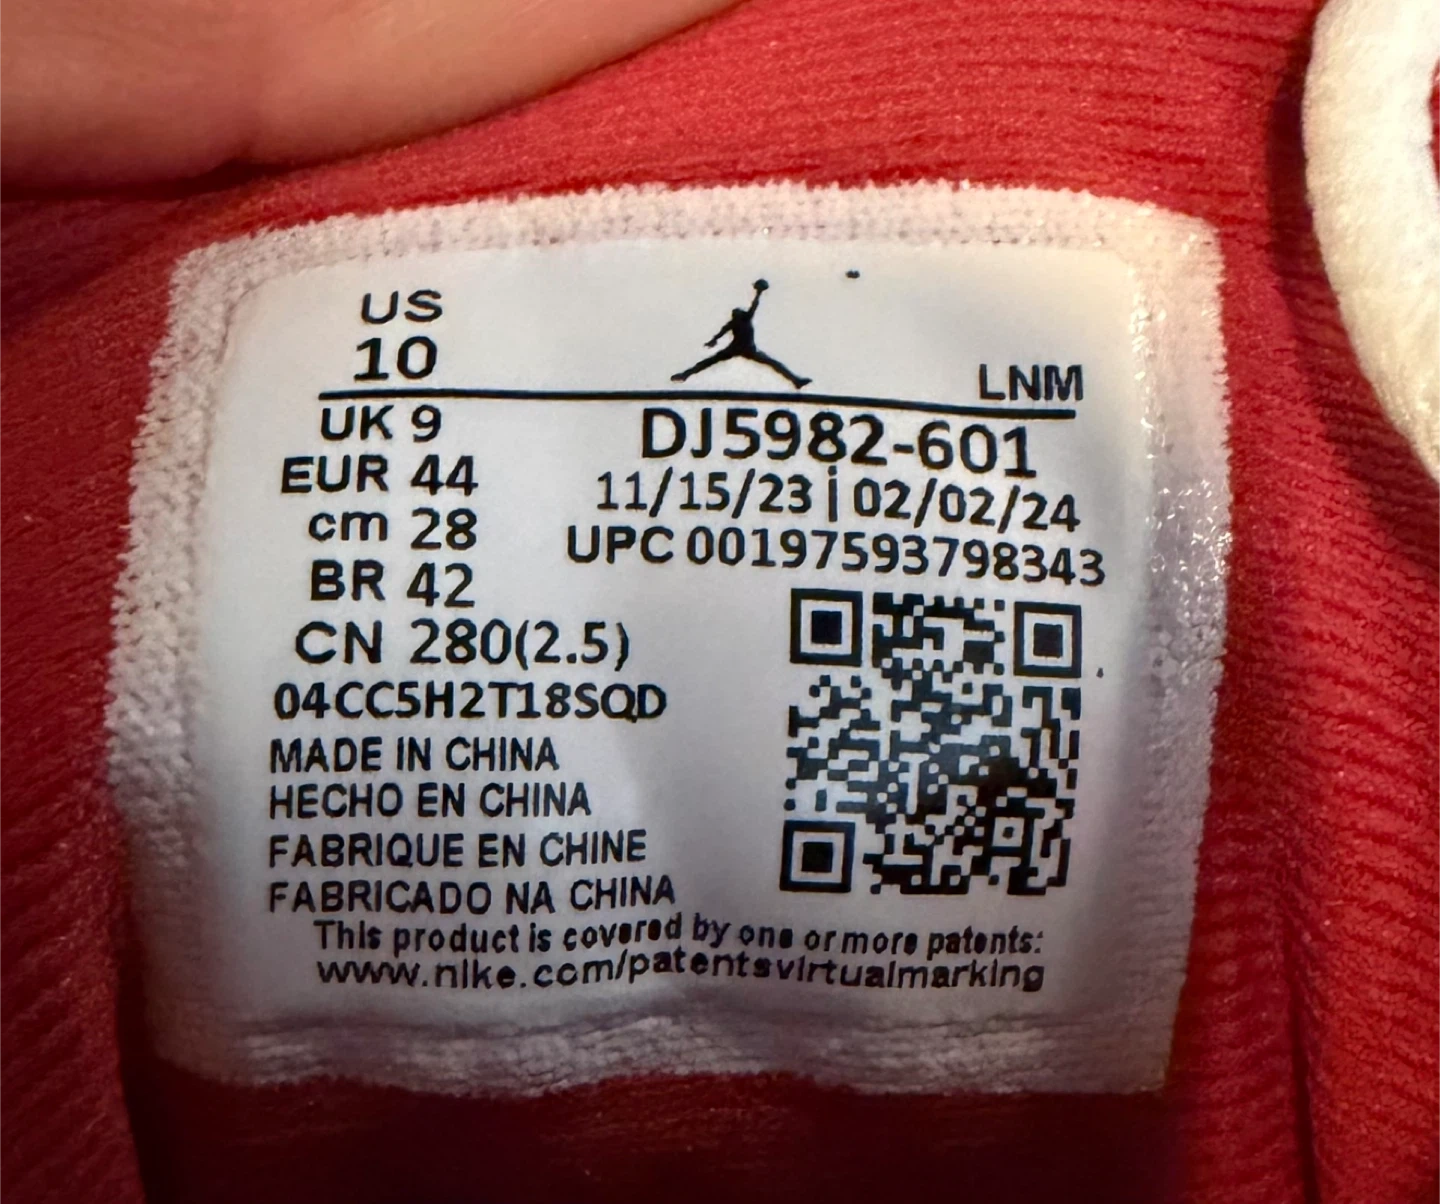 US
10
LNM
UK 9
DJ5982-601
EUR 44
11/15/23 | 02/02/24
cm 28
UPC 00197593798343
BR 42
CN 280(2.5)
04CC5H2T18SQD
MADE IN CHINA
HECHO EN CHINA
FABRIQUE EN CHINE
FABRICADO NA CHINA
This product is covered by one or more patents:
www.nike.com/patentsvirtualmarking